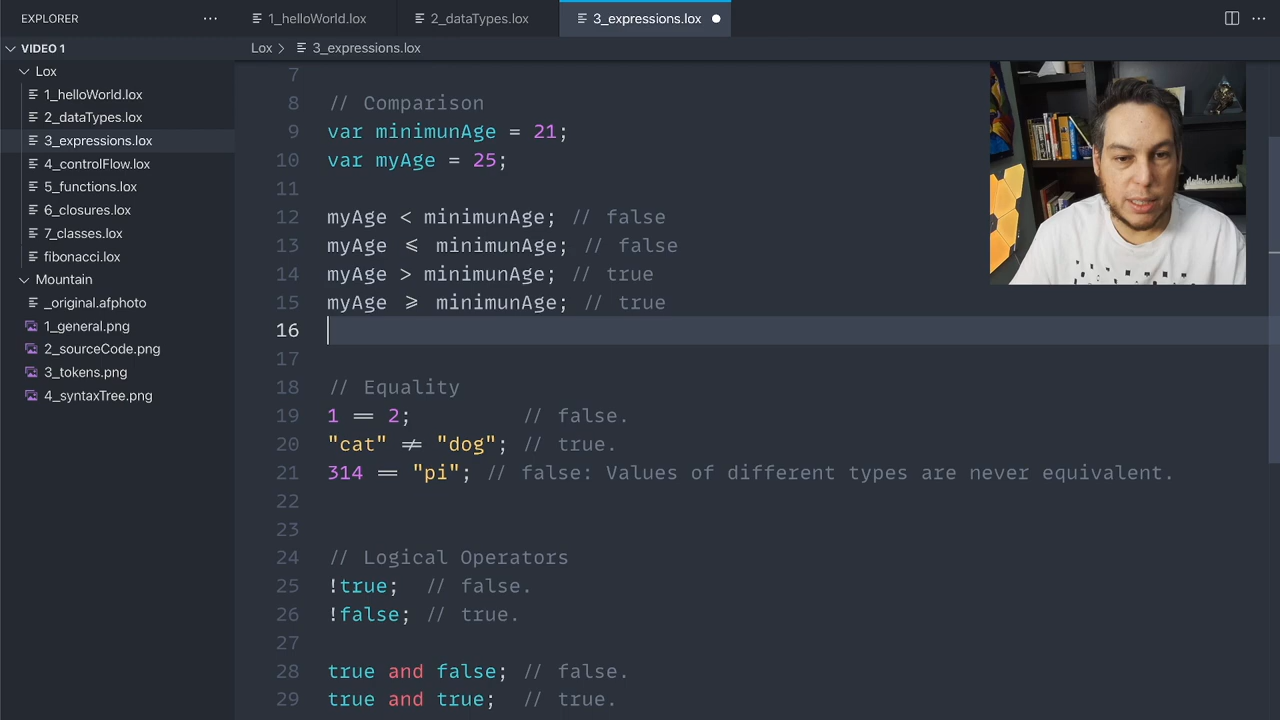 EXPLORER
···
1_helloWorld.lox
2_dataTypes.lox
3_expressions.lox
···
VIDEO 1
Lox > 3_expressions.lox
Lox
1_helloWorld.lox
2_dataTypes.lox
3_expressions.lox
4_controlFlow.lox
5_functions.lox
6_closures.lox
7_classes.lox
fibonacci.lox
Mountain
_original.afphoto
1_general.png
2_sourceCode.png
3_tokens.png
4_syntaxTree.png
7
8 // Comparison
9 var minimunAge = 21;
10 var myAge = 25;
11
12 myAge < minimunAge; // false
13 myAge <= minimunAge; // false
14 myAge > minimunAge; // true
15 myAge >= minimunAge; // true
16
17
18 // Equality
19 1 == 2; // false.
20 "cat" != "dog"; // true.
21 314 == "pi"; // false: Values of different types are never equivalent.
22
23
24 // Logical Operators
25 !true; // false.
26 !false; // true.
27
28 true and false; // false.
29 true and true; // true.